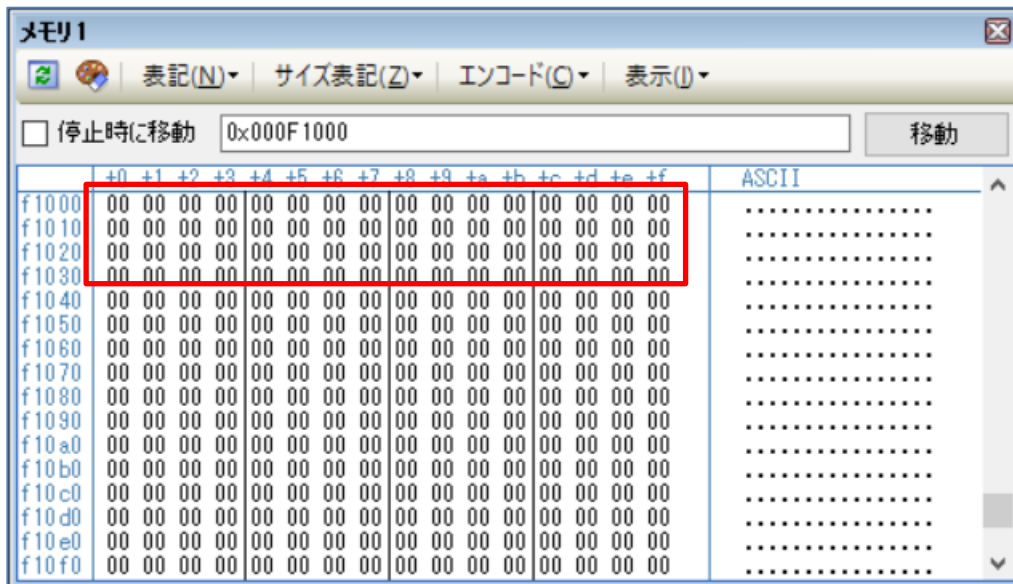 メモリ1
表記(N)▾ サイズ表記(Z)▾ エンコード(C)▾ 表示(I)▾
停止時に移動 0x000F1000 移動
+0 +1 +2 +3 +4 +5 +6 +7 +8 +9 +a +b +c +d +e +f ASCII
f1000 00 00 00 00 00 00 00 00 00 00 00 00 00 00 00 00 ................
f1010 00 00 00 00 00 00 00 00 00 00 00 00 00 00 00 00 ................
f1020 00 00 00 00 00 00 00 00 00 00 00 00 00 00 00 00 ................
f1030 00 00 00 00 00 00 00 00 00 00 00 00 00 00 00 00 ................
f1040 00 00 00 00 00 00 00 00 00 00 00 00 00 00 00 00 ................
f1050 00 00 00 00 00 00 00 00 00 00 00 00 00 00 00 00 ................
f1060 00 00 00 00 00 00 00 00 00 00 00 00 00 00 00 00 ................
f1070 00 00 00 00 00 00 00 00 00 00 00 00 00 00 00 00 ................
f1080 00 00 00 00 00 00 00 00 00 00 00 00 00 00 00 00 ................
f1090 00 00 00 00 00 00 00 00 00 00 00 00 00 00 00 00 ................
f10a0 00 00 00 00 00 00 00 00 00 00 00 00 00 00 00 00 ................
f10b0 00 00 00 00 00 00 00 00 00 00 00 00 00 00 00 00 ................
f10c0 00 00 00 00 00 00 00 00 00 00 00 00 00 00 00 00 ................
f10d0 00 00 00 00 00 00 00 00 00 00 00 00 00 00 00 00 ................
f10e0 00 00 00 00 00 00 00 00 00 00 00 00 00 00 00 00 ................
f10f0 00 00 00 00 00 00 00 00 00 00 00 00 00 00 00 00 ................